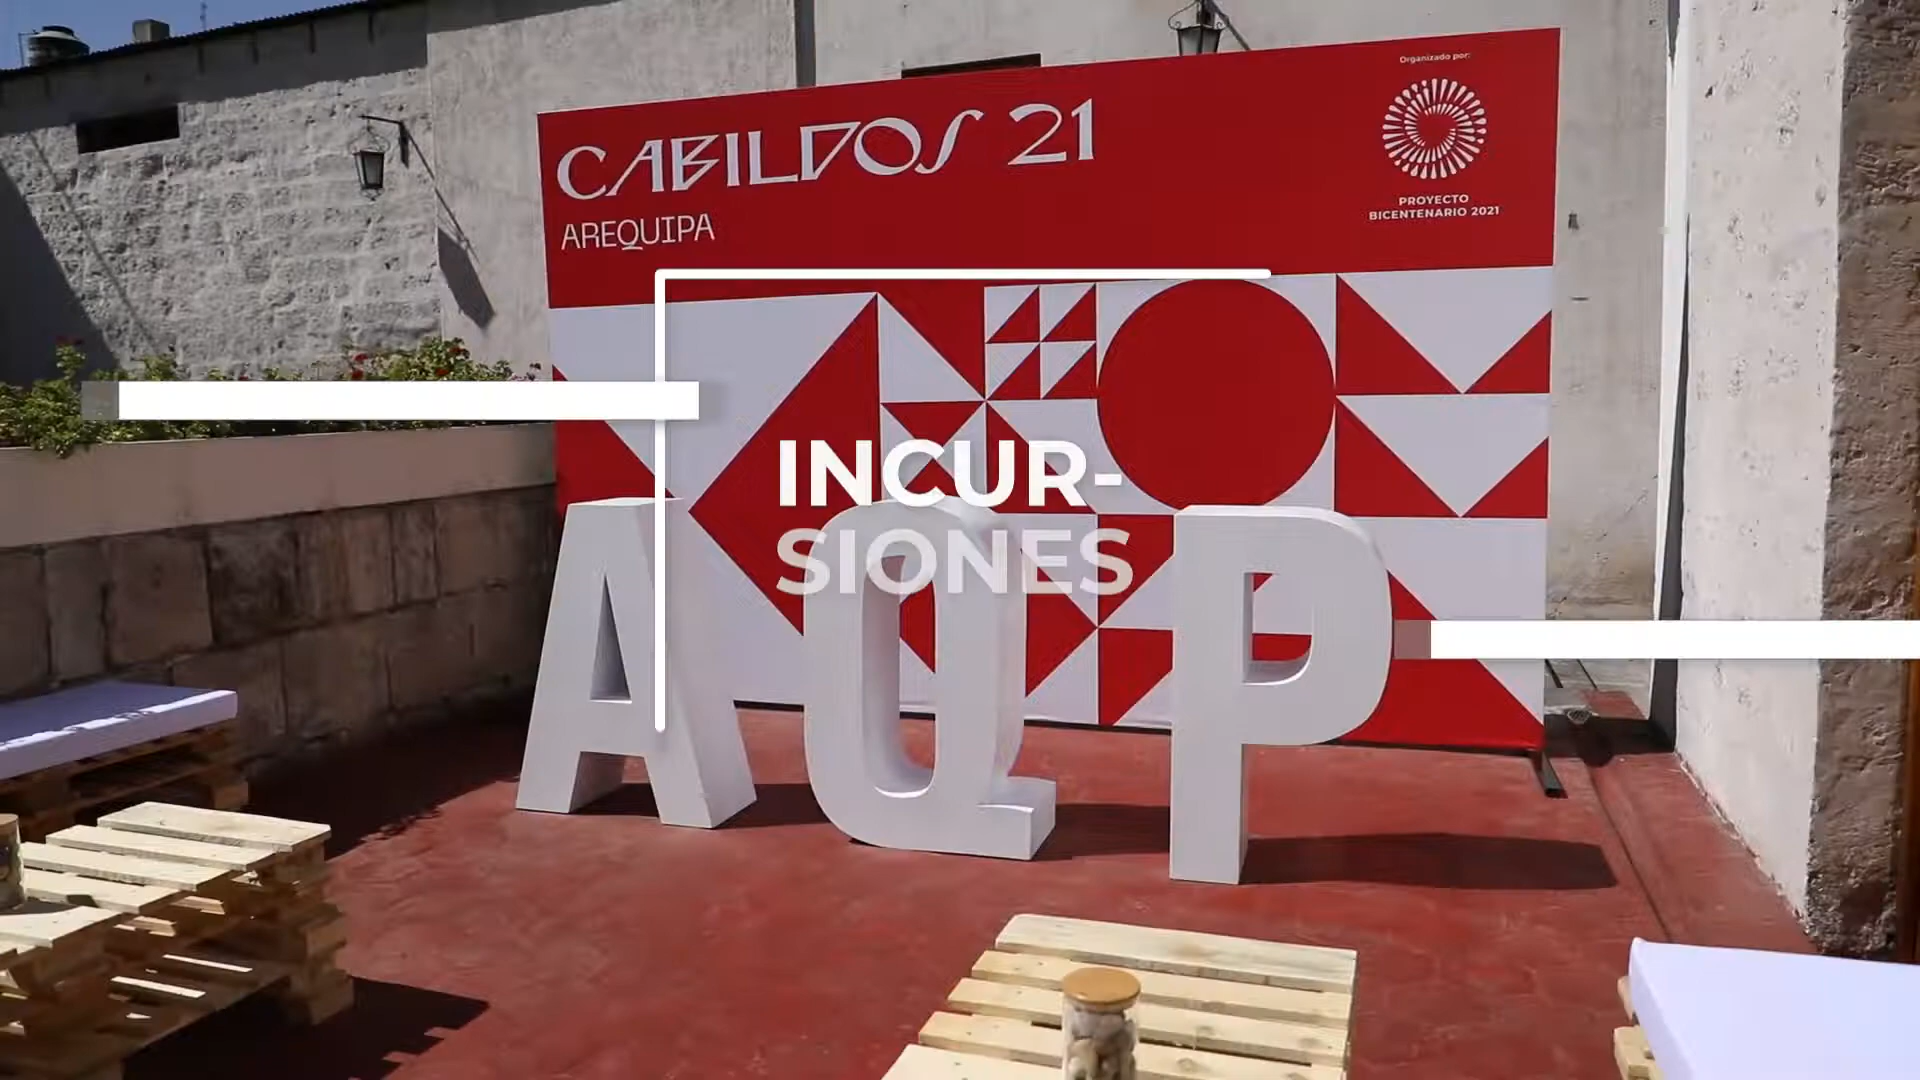 Organizado por:
CABILDOS 21
AREQUIPA
PROYECTO
BICENTENARIO 2021
INCUR-
SIONES
AQP